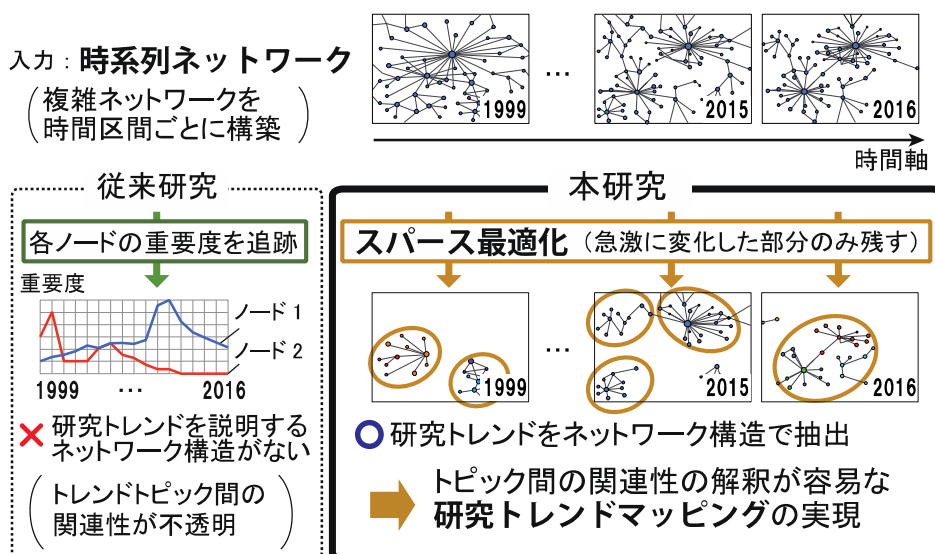 入力：時系列ネットワーク
（複雑ネットワークを
時間区間ごとに構築）
1999
…
2015
2016
時間軸
従来研究
各ノードの重要度を追跡
重要度
ノード 1
ノード 2
1999 … 2016
×研究トレンドを説明する
ネットワーク構造がない
（トレンドトピック間の
関連性が不透明）
本研究
スパース最適化（急激に変化した部分のみ残す）
1999
…
2015
2016
○研究トレンドをネットワーク構造で抽出
トピック間の関連性の解釈が容易な
研究トレンドマッピングの実現